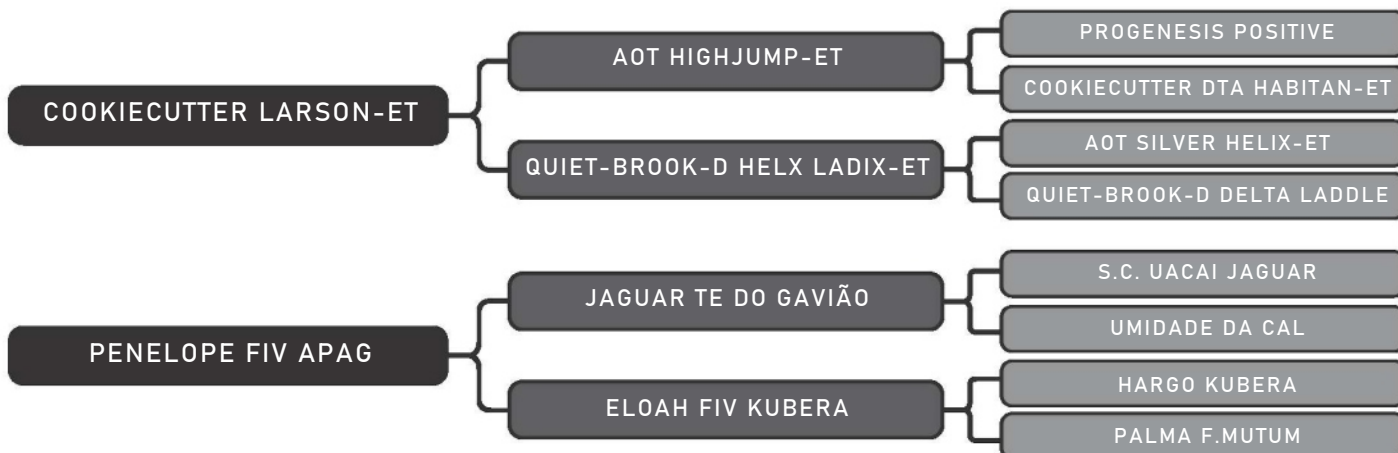 COOKIECUTTER LARSON-ET
AOT HIGHJUMP-ET
PROGENESIS POSITIVE
COOKIECUTTER DTA HABITAN-ET
QUIET-BROOK-D HELX LADIX-ET
AOT SILVER HELIX-ET
QUIET-BROOK-D DELTA LADDLE
PENELOPE FIV APAG
JAGUAR TE DO GAVIÃO
S.C. UACAI JAGUAR
UMIDADE DA CAL
ELOAH FIV KUBERA
HARGO KUBERA
PALMA F.MUTUM